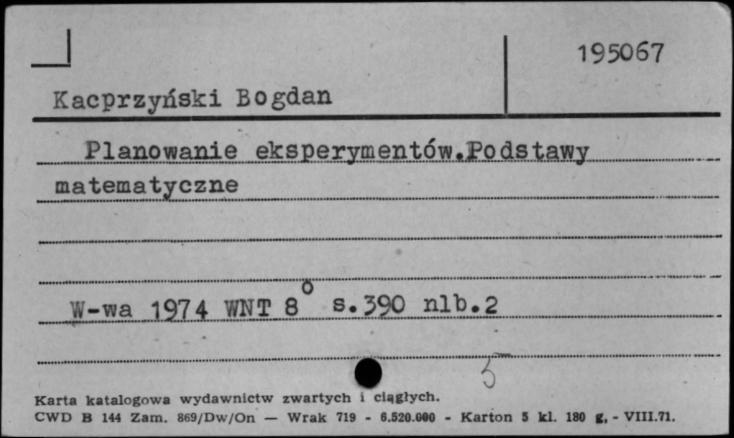 195067
Kacprzyński Bogdan
Planowanie eksperymentów.Podstawy
matematyczne
W-wa 1974 WNT 8° s.390 nlb.2
5
Karta katalogowa wydawnictw zwartych i ciągłych.
CWD B 144 Zam. 869/Dw/On — Wrak 719 - 6.520.000 - Karton 5 kl. 180 g. - VIII.71.